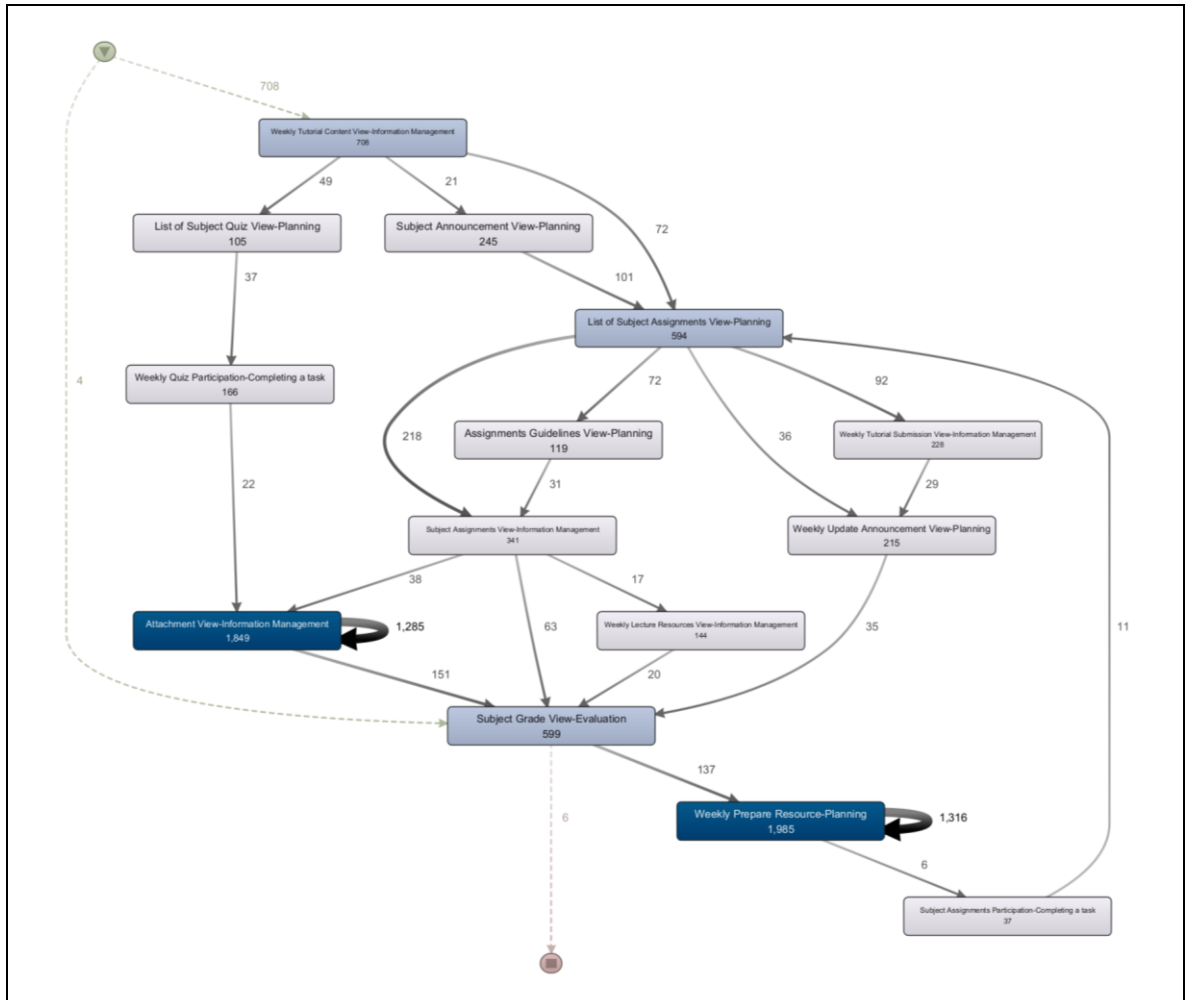 708
Weekly Tutorial Content View-Information Management
708
49
21
72
List of Subject Quiz View-Planning
105
Subject Announcement View-Planning
245
37
101
List of Subject Assignments View-Planning
594
4
Weekly Quiz Participation-Completing a task
166
72
92
218
36
Assignments Guidelines View-Planning
119
Weekly Tutorial Submission View-Information Management
228
22
31
29
Subject Assignments View-Information Management
341
Weekly Update Announcement View-Planning
215
38
17
Attachment View-Information Management
1,849
1,285
63
Weekly Lecture Resources View-Information Management
144
35
11
151
20
Subject Grade View-Evaluation
599
137
6
Weekly Prepare Resource-Planning
1,985
1,316
6
Subject Assignments Participation-Completing a task
37